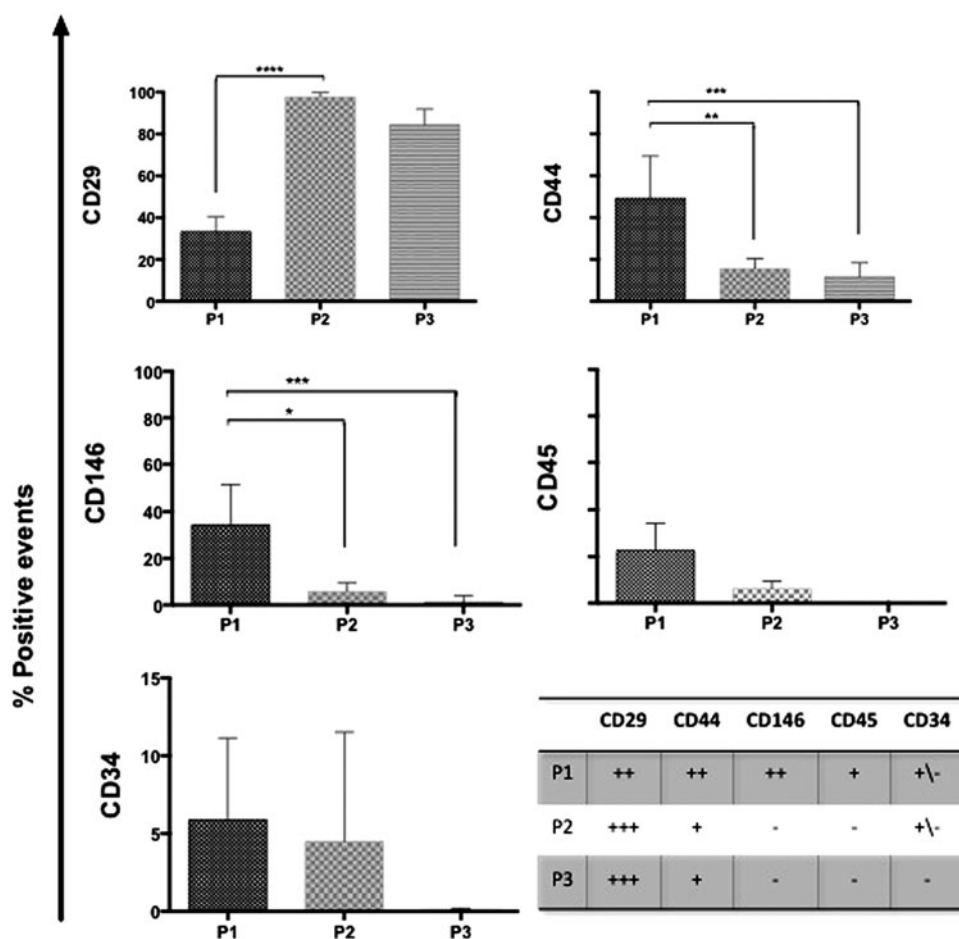 % Positive events
****
CD29
100
80
60
40
20
0
P1 P2 P3
***
**
CD44
P1 P2 P3
***
*
CD146
100
80
60
40
20
0
P1 P2 P3
CD45
P1 P2 P3
CD34
15
10
5
0
P1 P2 P3
CD29 CD44 CD146 CD45 CD34
P1 ++ ++ ++ + +\-
P2 +++ + - - +\-
P3 +++ + - - -